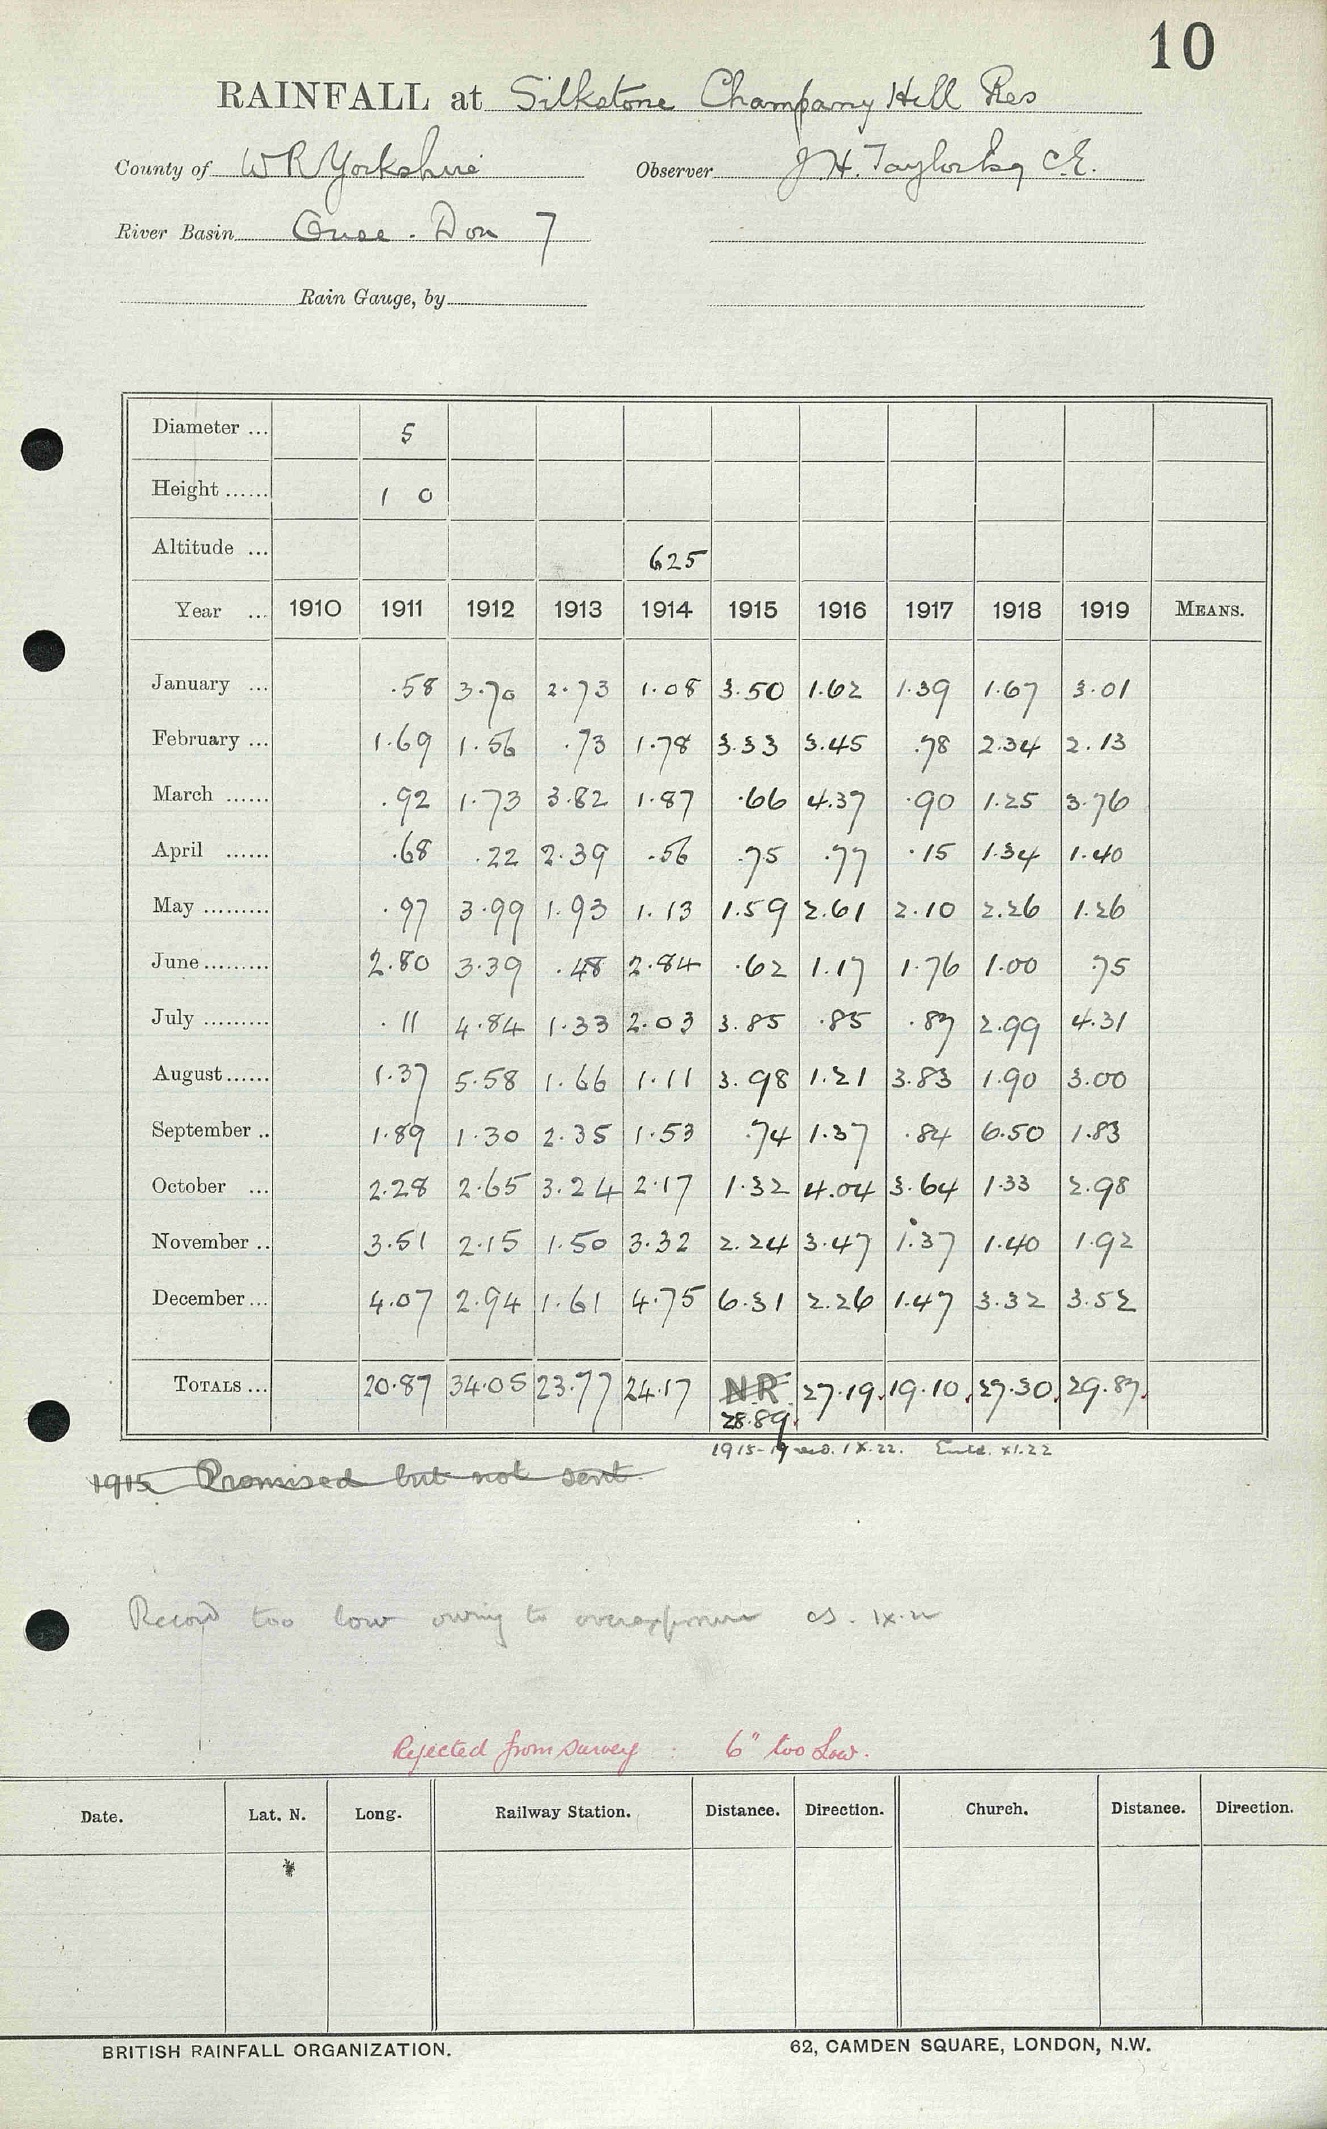 10
RAINFALL at Silkstone Champany Hill Res
County of W R Yorkshire Observer J. H. Taylor Esq C.E.
River Basin Ouse - Don 7
Rain Gauge, by
Diameter ... 5
Height ...... 1 0
Altitude ... 625
Year ... 1910 1911 1912 1913 1914 1915 1916 1917 1918 1919 MEANS.
January ... .58 3.70 2.73 1.08 3.50 1.62 1.39 1.67 3.01
February ... 1.69 1.56 .73 1.78 3.33 3.45 .78 2.34 2.13
March ...... .92 1.73 3.82 1.87 .66 4.37 .90 1.25 3.76
April ...... .68 .22 2.39 .56 .75 .77 .15 1.34 1.40
May ......... .97 3.99 1.93 1.13 1.59 2.61 2.10 2.26 1.26
June ......... 2.80 3.39 .48 2.84 .62 1.17 1.76 1.00 .75
July ......... .11 4.84 1.33 2.03 3.85 .85 .87 2.99 4.31
August ...... 1.37 5.58 1.66 1.11 3.98 1.21 3.83 1.90 3.00
September .. 1.89 1.30 2.35 1.53 .74 1.37 .84 6.50 1.83
October ... 2.28 2.65 3.24 2.17 1.32 4.04 3.64 1.33 2.98
November .. 3.51 2.15 1.50 3.32 2.24 3.47 1.37 1.40 1.92
December ... 4.07 2.94 1.61 4.75 6.31 2.26 1.47 3.32 3.52
TOTALS ... 20.87 34.05 23.77 24.17 NR 27.19. 19.10. 27.30. 29.87.
28.89.
1915-19 recd. IX.22. XI.22
1915 Promised but not sent
Record too low owing to overexposure IX.22
Rejected from survey : 6" too Low.
Date. Lat. N. Long. Railway Station. Distance. Direction. Church. Distance. Direction.
BRITISH RAINFALL ORGANIZATION. 62, CAMDEN SQUARE, LONDON, N.W.